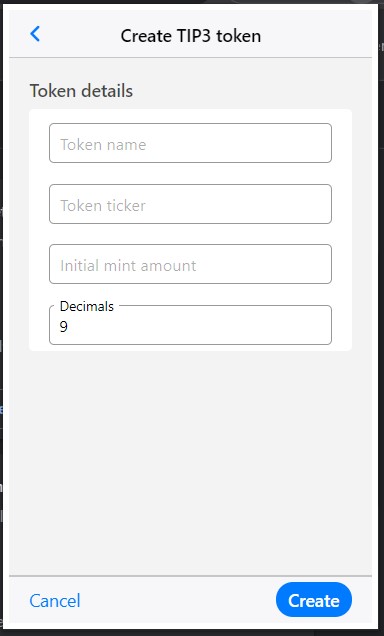 Create TIP3 token
Token details
Token name
Token ticker
Initial mint amount
Decimals
9
Cancel
Create